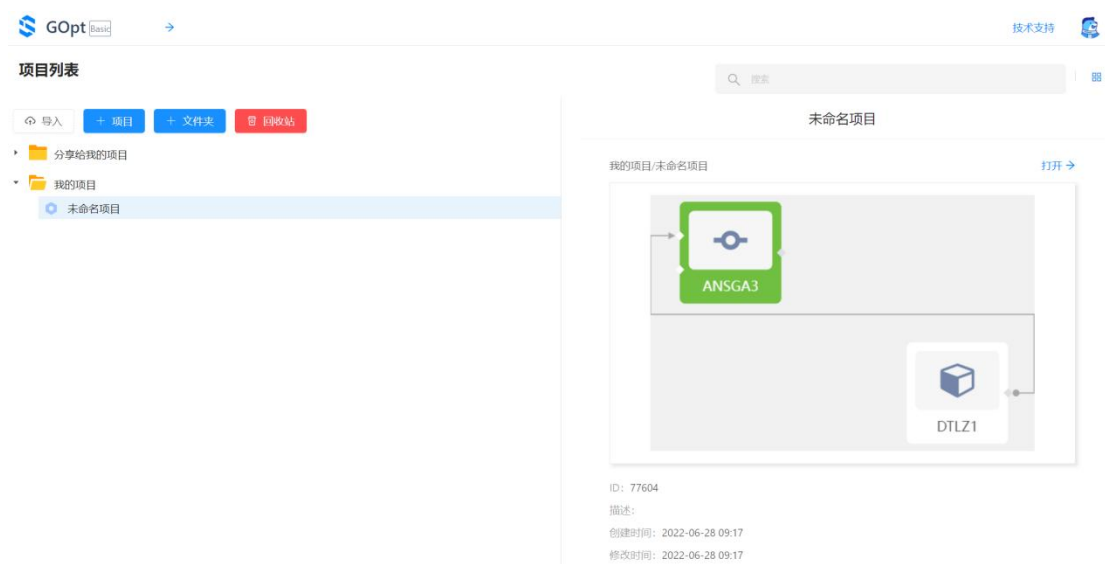 GOpt Basic
技术支持
项目列表
搜索
导入
+ 项目
+ 文件夹
回收站
分享给我的项目
我的项目
未命名项目
未命名项目
我的项目/未命名项目
打开
ANSGA3
DTLZ1
ID: 77604
描述:
创建时间: 2022-06-28 09:17
修改时间: 2022-06-28 09:17